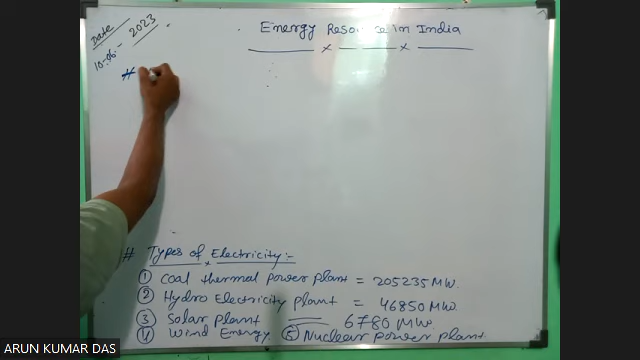 Date
10.06.- 2023
Energy Resource in India
#
# Types of Electricity:-
① Coal thermal power plant = 205235 MW.
② Hydro Electricity plant = 46850 MW.
③ Solar plant = 6780 MW
④ Wind Energy ⑤ Nuclear power plant
ARUN KUMAR DAS